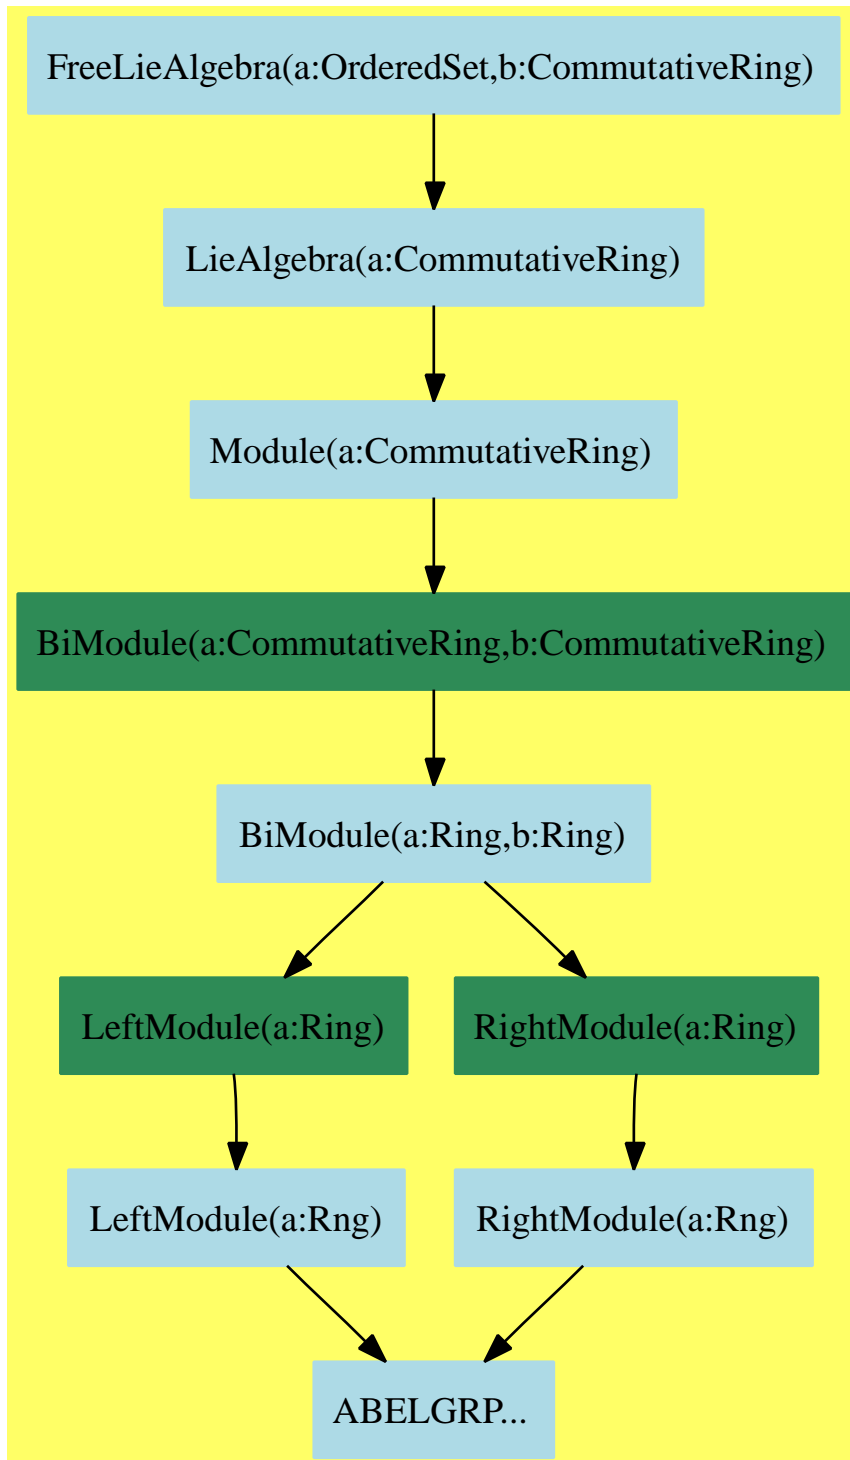 FreeLieAlgebra(a:OrderedSet,b:CommutativeRing)
LieAlgebra(a:CommutativeRing)
Module(a:CommutativeRing)
BiModule(a:CommutativeRing,b:CommutativeRing)
BiModule(a:Ring,b:Ring)
LeftModule(a:Ring)
RightModule(a:Ring)
LeftModule(a:Rng)
RightModule(a:Rng)
ABELGRP...